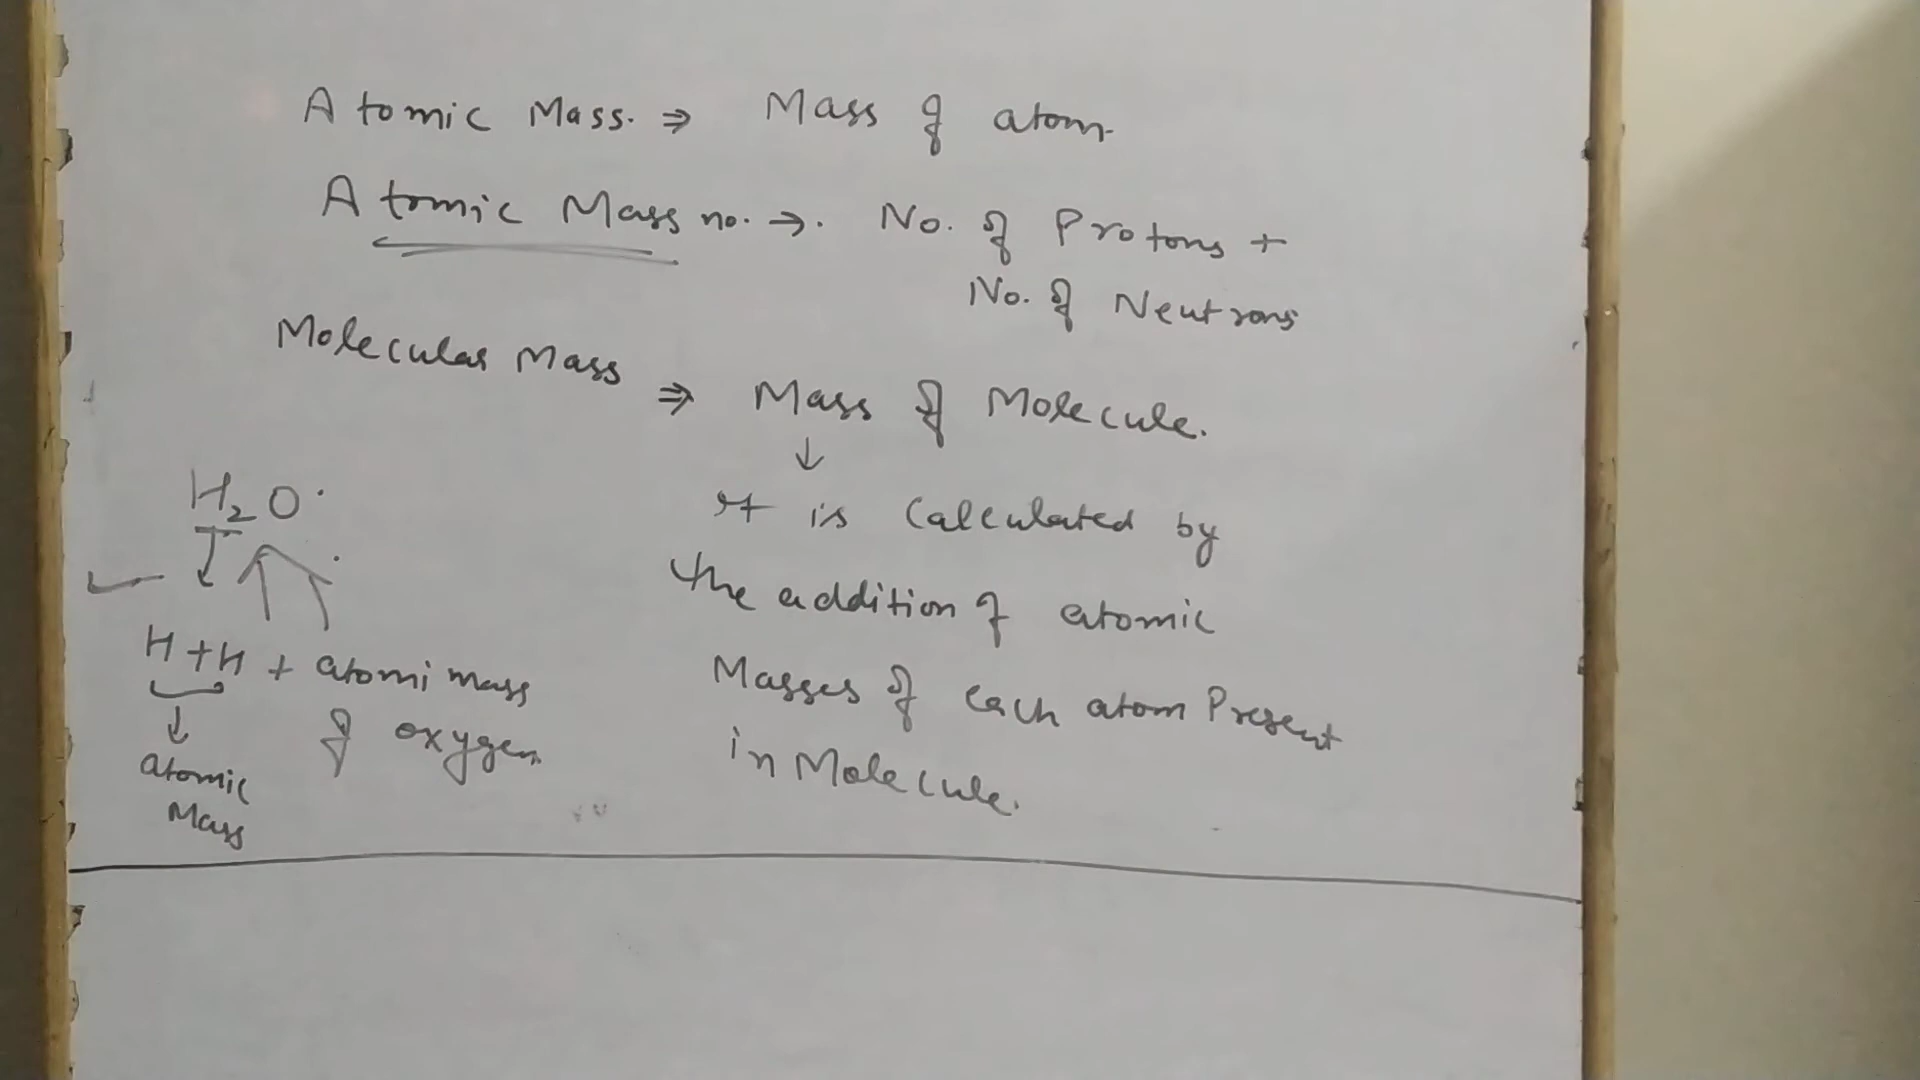 Atomic Mass. ⇒ Mass of atom
Atomic Mass no. →. No. of Protons +
No. of Neutrons
Molecular Mass ⇒ Mass of Molecule.
↓
It is Calculated by
the addition of atomic
Masses of each atom Present
in Molecule.
H₂O
↓
H + H + atomi mass
of oxygen
↓
atomic
Mass